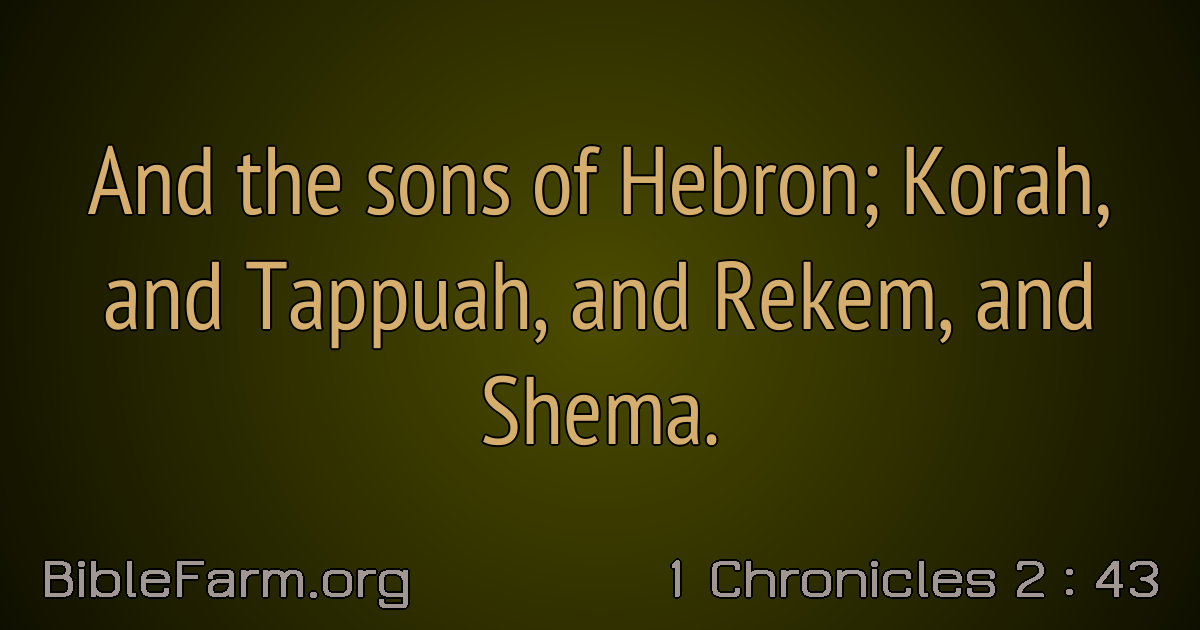 And the sons of Hebron; Korah,
and Tappuah, and Rekem, and
Shema.
BibleFarm.org
1 Chronicles 2 : 43